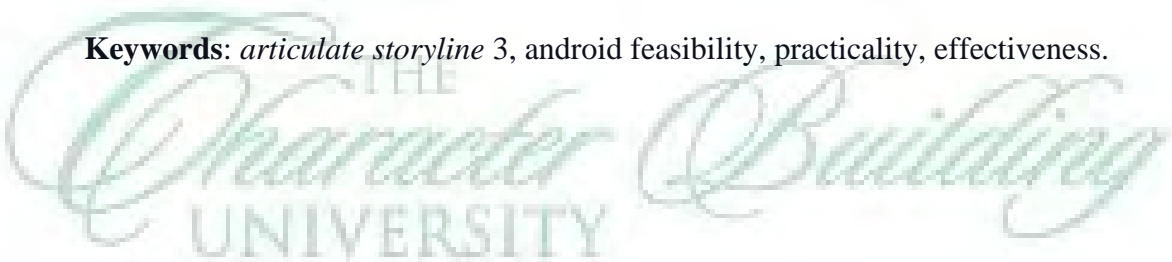 Keywords: articulate storyline 3, android feasibility, practicality, effectiveness.
THE
Character Building
UNIVERSITY